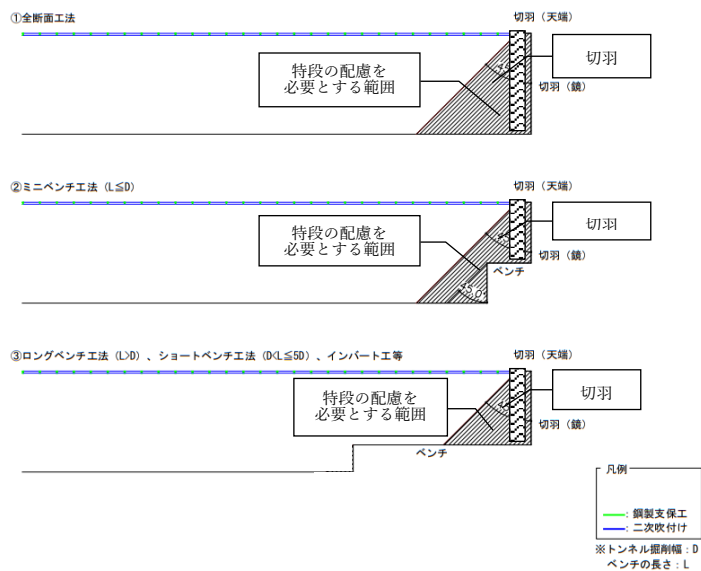 ①全断面工法
切羽（天端）
特段の配慮を
必要とする範囲
切羽
切羽（鏡）
②ミニベンチ工法（L≦D）
切羽（天端）
特段の配慮を
必要とする範囲
切羽
切羽（鏡）
ベンチ
45.0
③ロングベンチ工法（L>D）、ショートベンチ工法（D<L≦5D）、インバート工等
切羽（天端）
特段の配慮を
必要とする範囲
切羽
切羽（鏡）
ベンチ
凡例
：鋼製支保工
：二次吹付け
※トンネル掘削幅：D
ベンチの長さ：L